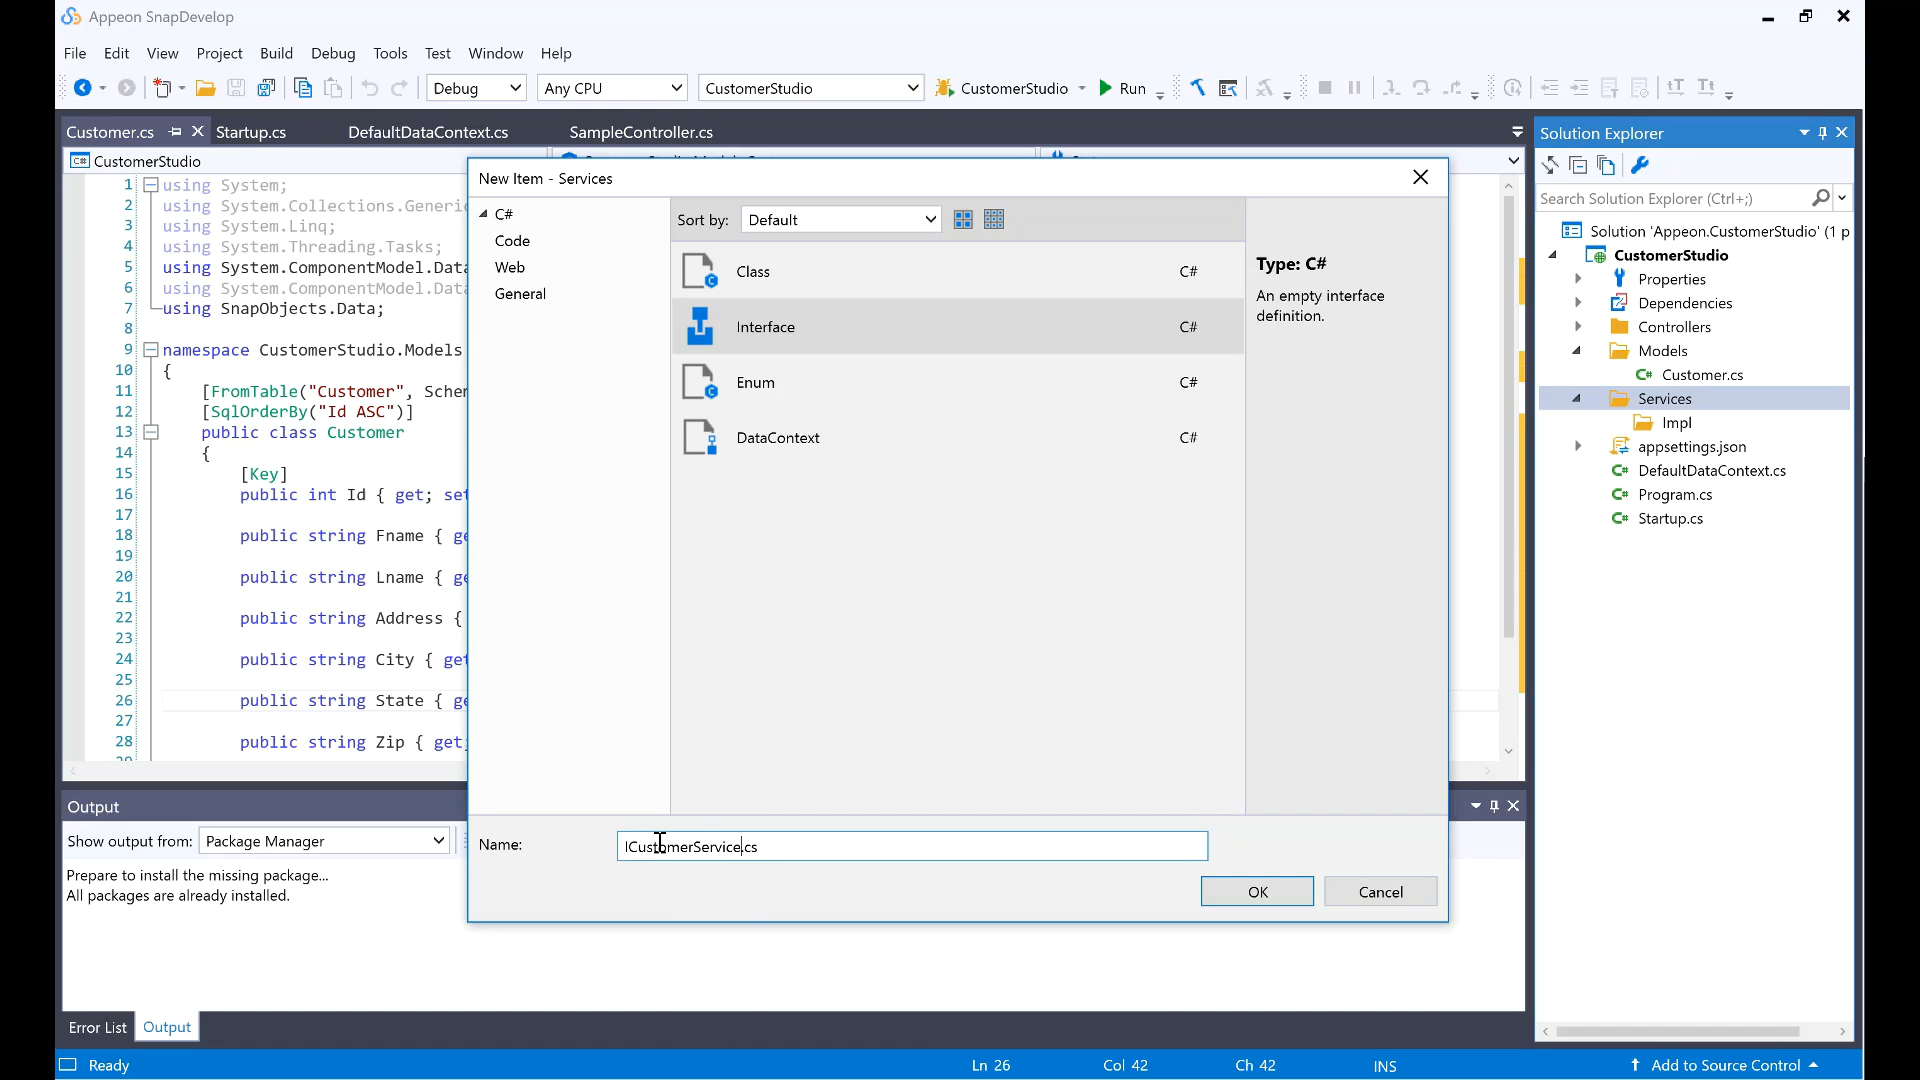 Appeon SnapDevelop
File Edit View Project Build Debug Tools Test Window Help
Debug Any CPU CustomerStudio CustomerStudio Run
Customer.cs Startup.cs DefaultDataContext.cs SampleController.cs
CustomerStudio
1 using System;
2 using System.Collections.Generic
3 using System.Linq;
4 using System.Threading.Tasks;
5 using System.ComponentModel.Data
6 using System.ComponentModel.Data
7 using SnapObjects.Data;
8
9 namespace CustomerStudio.Models
10 {
11 [FromTable("Customer", Schem
12 [SqlOrderBy("Id ASC")]
13 public class Customer
14 {
15 [Key]
16 public int Id { get; set
17
18 public string Fname { ge
19
20 public string Lname { ge
21
22 public string Address {
23
24 public string City { get
25
26 public string State { ge
27
28 public string Zip { get;
New Item - Services
C#
Code
Web
General
Sort by: Default
Class C#
Interface C#
Enum C#
DataContext C#
Type: C#
An empty interface
definition.
Name: ICustomerService.cs
OK Cancel
Solution Explorer
Search Solution Explorer (Ctrl+;)
Solution 'Appeon.CustomerStudio' (1 p
CustomerStudio
Properties
Dependencies
Controllers
Models
Customer.cs
Services
Impl
appsettings.json
DefaultDataContext.cs
Program.cs
Startup.cs
Output
Show output from: Package Manager
Prepare to install the missing package...
All packages are already installed.
Error List Output
Ready Ln 26 Col 42 Ch 42 INS Add to Source Control